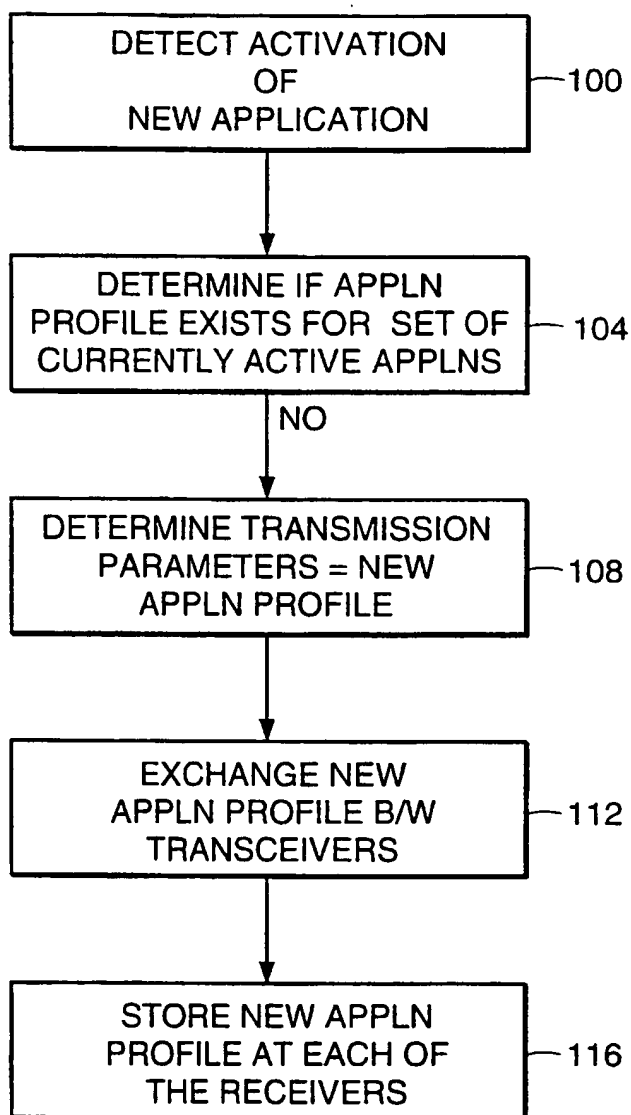 DETECT ACTIVATION
OF
NEW APPLICATION
100
DETERMINE IF APPLN
PROFILE EXISTS FOR SET OF
CURRENTLY ACTIVE APPLNS
104
NO
DETERMINE TRANSMISSION
PARAMETERS = NEW
APPLN PROFILE
108
EXCHANGE NEW
APPLN PROFILE B/W
TRANSCEIVERS
112
STORE NEW APPLN
PROFILE AT EACH OF
THE RECEIVERS
116